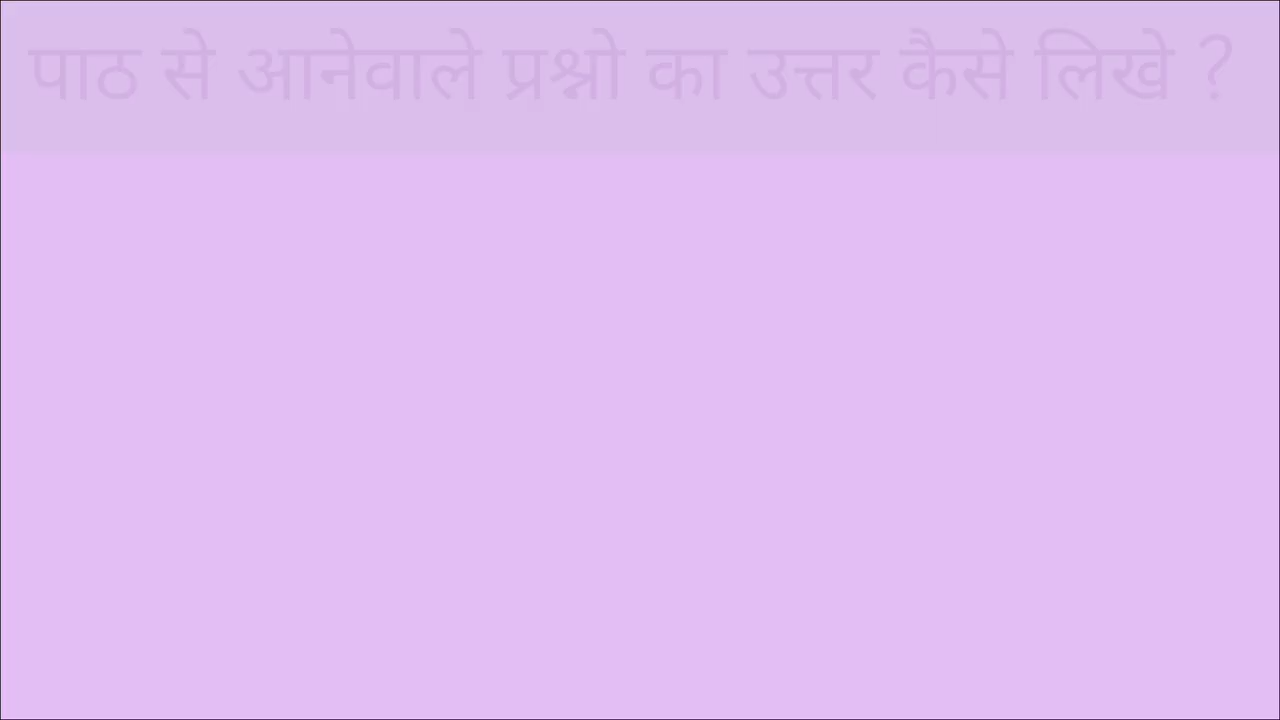 पाठ से आनेवाले प्रश्नो का उत्तर कैसे लिखे ?